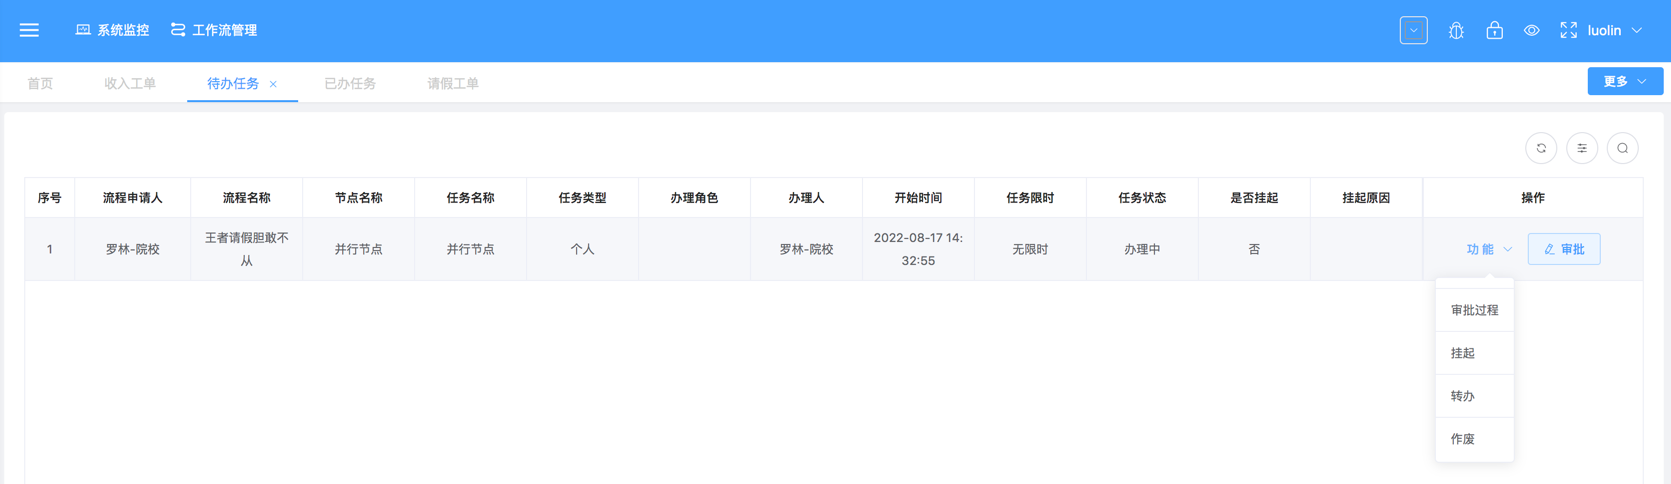 系统监控 工作流管理 luolin
首页 收入工单 待办任务 已办任务 请假工单 更多
序号 流程申请人 流程名称 节点名称 任务名称 任务类型 办理角色 办理人 开始时间 任务限时 任务状态 是否挂起 挂起原因 操作
1 罗林-院校 王者请假胆敢不 并行节点 并行节点 个人 罗林-院校 2022-08-17 14: 无限时 办理中 否 功能 审批
从 32:55
审批过程
挂起
转办
作废